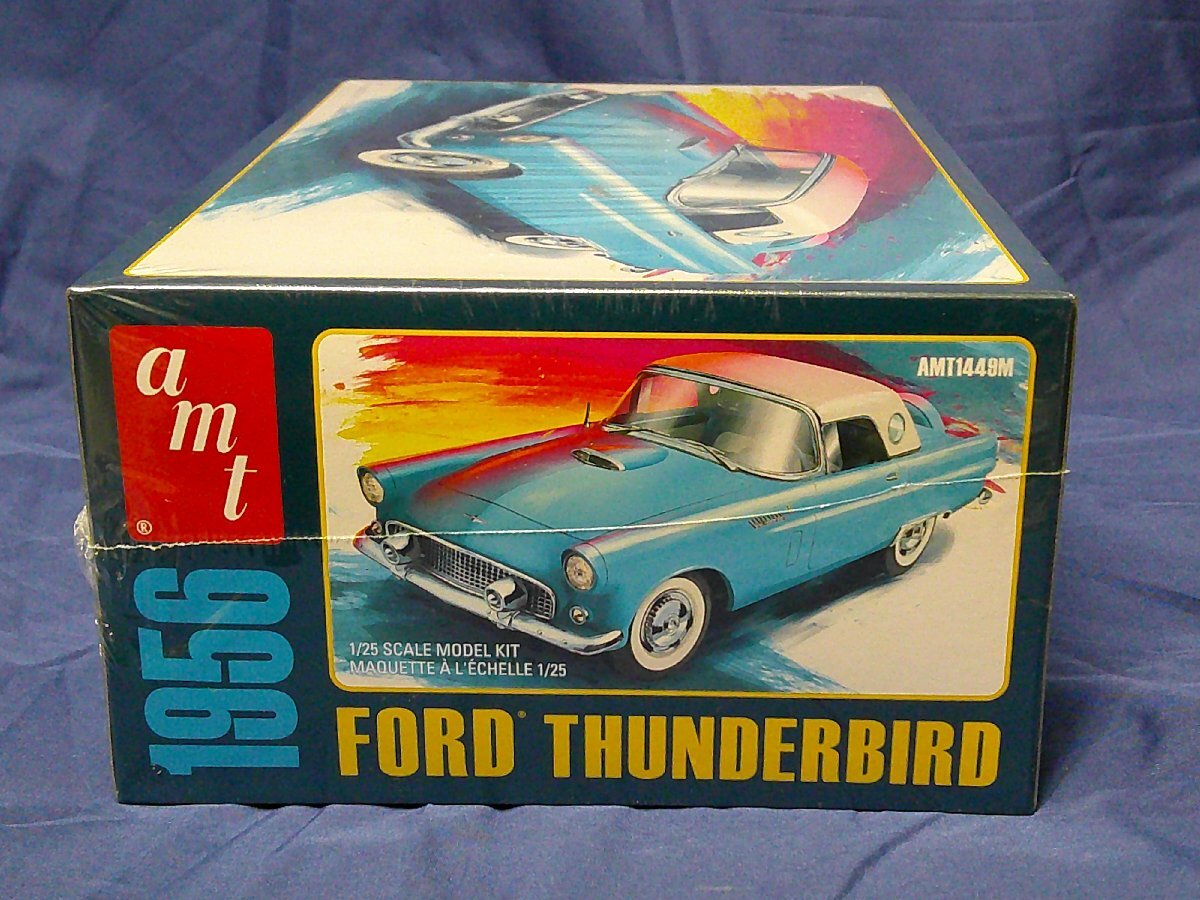 amt
®
AMT1449M
1956
1/25 SCALE MODEL KIT
MAQUETTE À L'ÉCHELLE 1/25
FORD® THUNDERBIRD